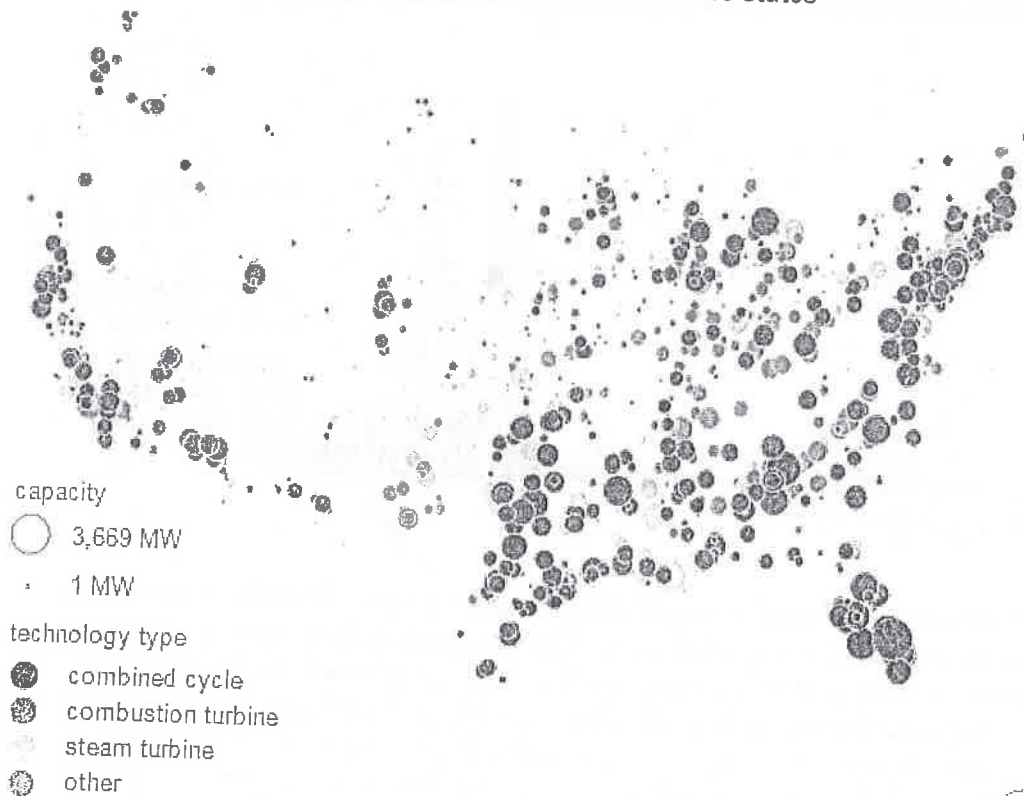 capacity
3,669 MW
1 MW
technology type
combined cycle
combustion turbine
steam turbine
other